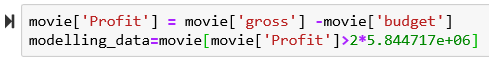 movie['Profit'] = movie['gross'] -movie['budget']
modelling_data=movie[movie['Profit']>2*5.844717e+06]